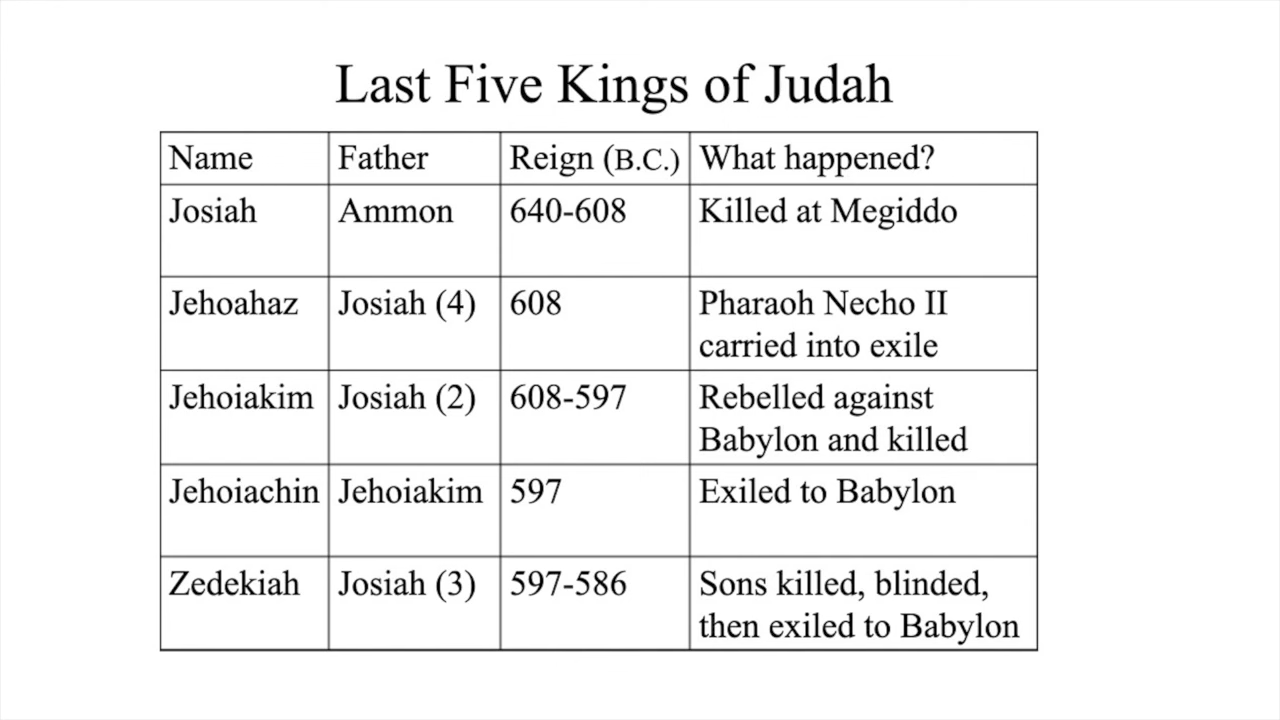 Last Five Kings of Judah
Name Father Reign (B.C.) What happened?
Josiah Ammon 640-608 Killed at Megiddo
Jehoahaz Josiah (4) 608 Pharaoh Necho II
carried into exile
Jehoiakim Josiah (2) 608-597 Rebelled against
Babylon and killed
Jehoiachin Jehoiakim 597 Exiled to Babylon
Zedekiah Josiah (3) 597-586 Sons killed, blinded,
then exiled to Babylon